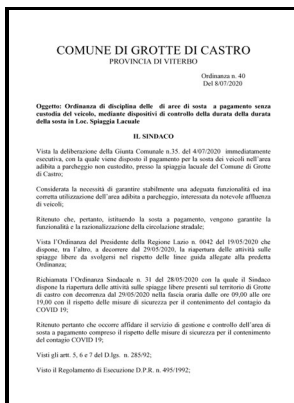 COMUNE DI GROTTE DI CASTRO
PROVINCIA DI VITERBO
Ordinanza n. 40
Del 8/07/2020
Oggetto: Ordinanza di disciplina delle di aree di sosta a pagamento senza
custodia del veicolo, mediante dispositivi di controllo della durata della durata
della sosta in Loc. Spiaggia Lacuale
IL SINDACO
Vista la deliberazione della Giunta Comunale n.35. del 4/07/2020 immediatamente
esecutiva, con la quale viene disposto il pagamento per la sosta dei veicoli nell'area
adibita a parcheggio non custodito, presso la spiaggia lacuale del Comune di Grotte
di Castro;
Considerata la necessità di garantire stabilmente una adeguata funzionalità ed ina
corretta utilizzazione dell'area adibita a parcheggio, interessata da notevole affluenza
di veicoli;
Ritenuto che, pertanto, istituendo la sosta a pagamento, vengono garantite la
funzionalità e la razionalizzazione della circolazione stradale;
Vista l'Ordinanza del Presidente della Regione Lazio n. 0042 del 19/05/2020 che
dispone, tra l'altro, a decorrere dal 29/05/2020, la riapertura delle attività sulle
spiagge libere da svolgersi nel rispetto delle linee guida allegate alla predetta
Ordinanza;
Richiamata l'Ordinanza Sindacale n. 31 del 28/05/2020 con la quale il Sindaco
dispone la riapertura delle attività sulle spiagge libere presenti sul territorio di Grotte
di castro con decorrenza dal 29/05/2020 nella fascia oraria dalle ore 09,00 alle ore
19,00 con il rispetto delle misure di sicurezza per il contenimento del contagio da
COVID 19;
Ritenuto pertanto che occorre affidare il servizio di gestione e controllo dell'area di
sosta a pagamento compreso il rispetto delle misure di sicurezza per il contenimento
del contagio COVID 19;
Visti gli artt. 5, 6 e 7 del D.lgs. n. 285/92;
Visto il Regolamento di Esecuzione D.P.R. n. 495/1992;